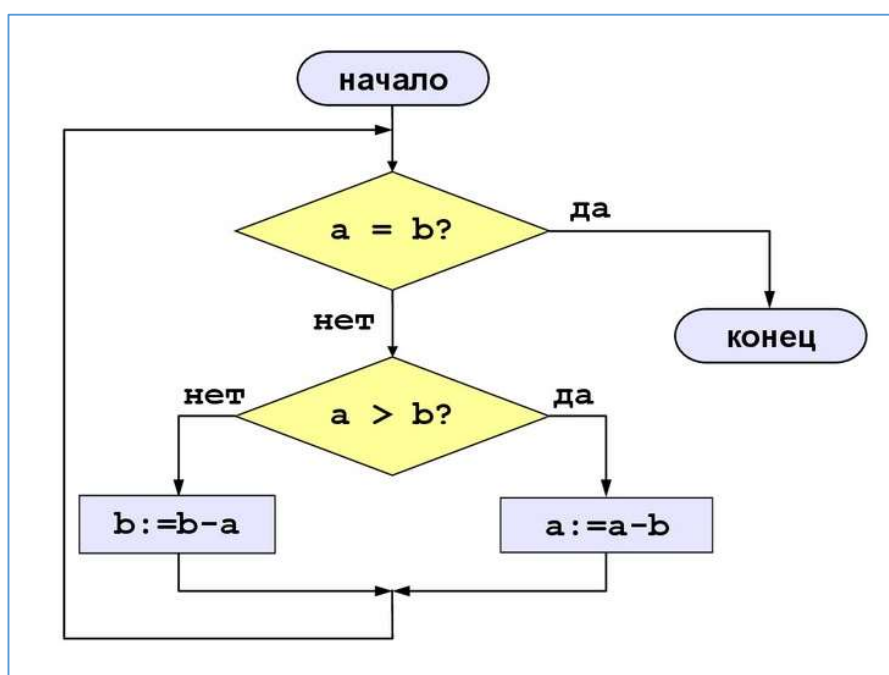 начало
a = b?
да
конец
нет
a > b?
нет
да
b:=b-a
a:=a-b